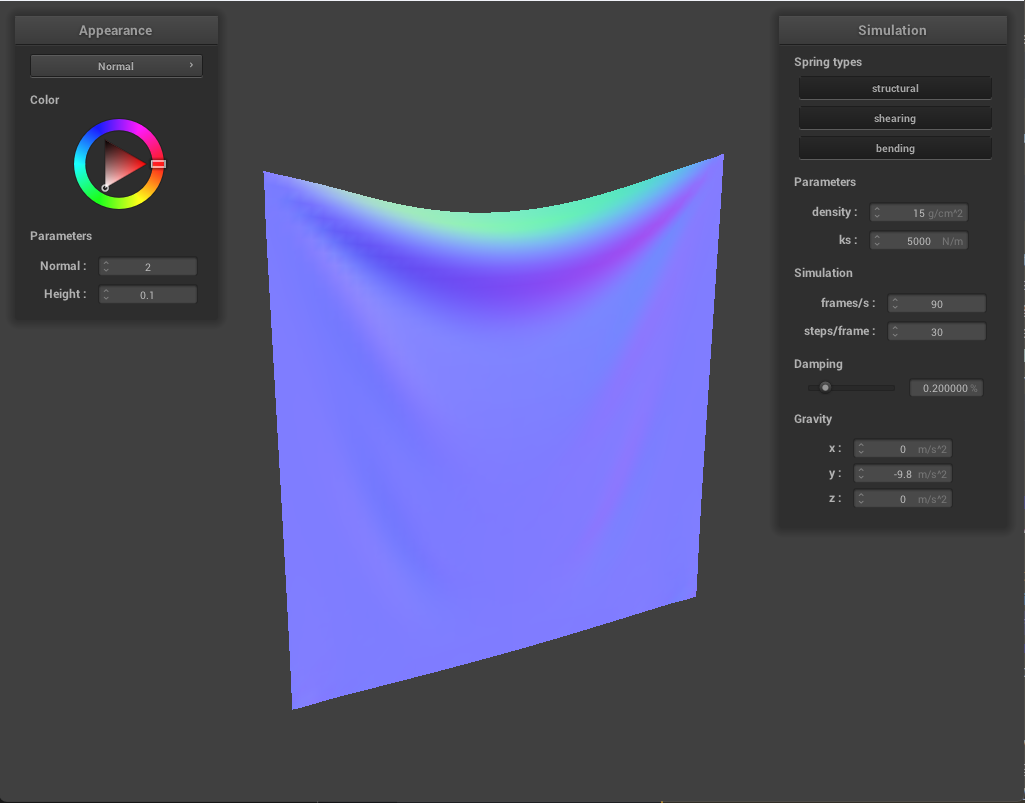 Appearance
Normal ›
Color
Parameters
Normal : 2
Height : 0.1
Simulation
Spring types
structural
shearing
bending
Parameters
density : 15 g/cm^2
ks : 5000 N/m
Simulation
frames/s : 90
steps/frame : 30
Damping
0.200000 %
Gravity
x : 0 m/s^2
y : -9.8 m/s^2
z : 0 m/s^2